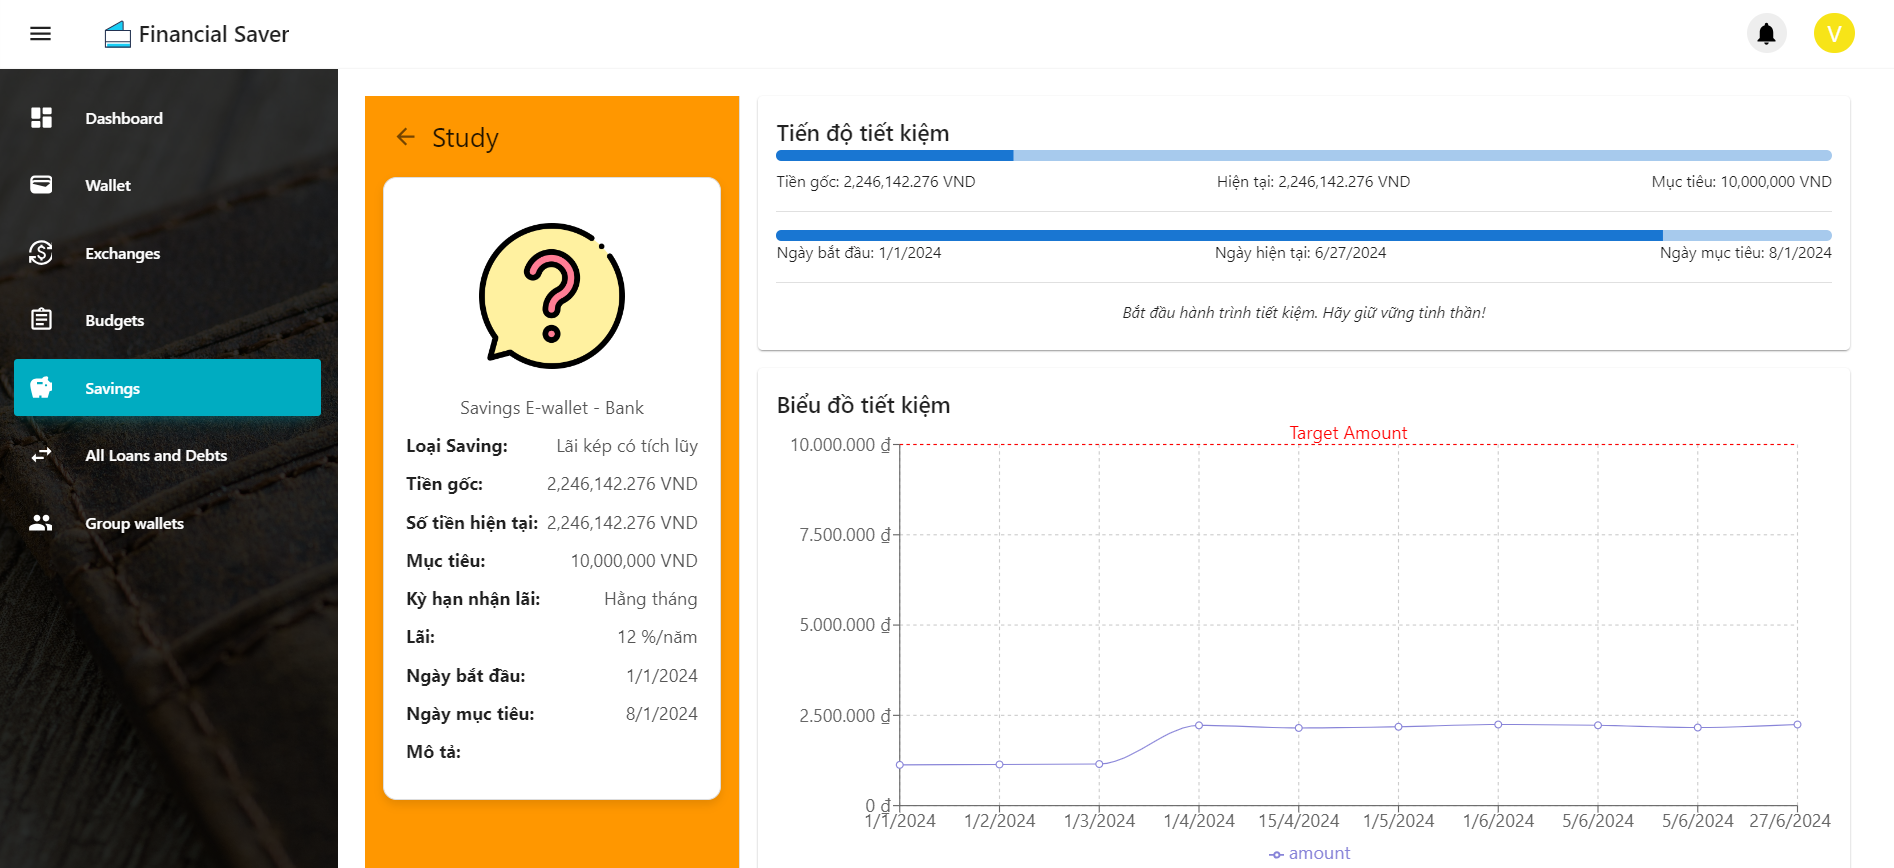 Financial Saver
V
Dashboard
Wallet
Exchanges
Budgets
Savings
All Loans and Debts
Group wallets
Study
Savings E-wallet - Bank
Loại Saving: Lãi kép có tích lũy
Tiền gốc: 2,246,142.276 VND
Số tiền hiện tại: 2,246,142.276 VND
Mục tiêu: 10,000,000 VND
Kỳ hạn nhận lãi: Hằng tháng
Lãi: 12 %/năm
Ngày bắt đầu: 1/1/2024
Ngày mục tiêu: 8/1/2024
Mô tả:
Tiến độ tiết kiệm
Tiền gốc: 2,246,142.276 VND Hiện tại: 2,246,142.276 VND Mục tiêu: 10,000,000 VND
Ngày bắt đầu: 1/1/2024 Ngày hiện tại: 6/27/2024 Ngày mục tiêu: 8/1/2024
Bắt đầu hành trình tiết kiệm. Hãy giữ vững tinh thần!
Biểu đồ tiết kiệm
Target Amount
10.000.000 ₫
7.500.000 ₫
5.000.000 ₫
2.500.000 ₫
0 ₫
1/1/2024 1/2/2024 1/3/2024 1/4/2024 15/4/2024 1/5/2024 1/6/2024 5/6/2024 5/6/2024 27/6/2024
amount